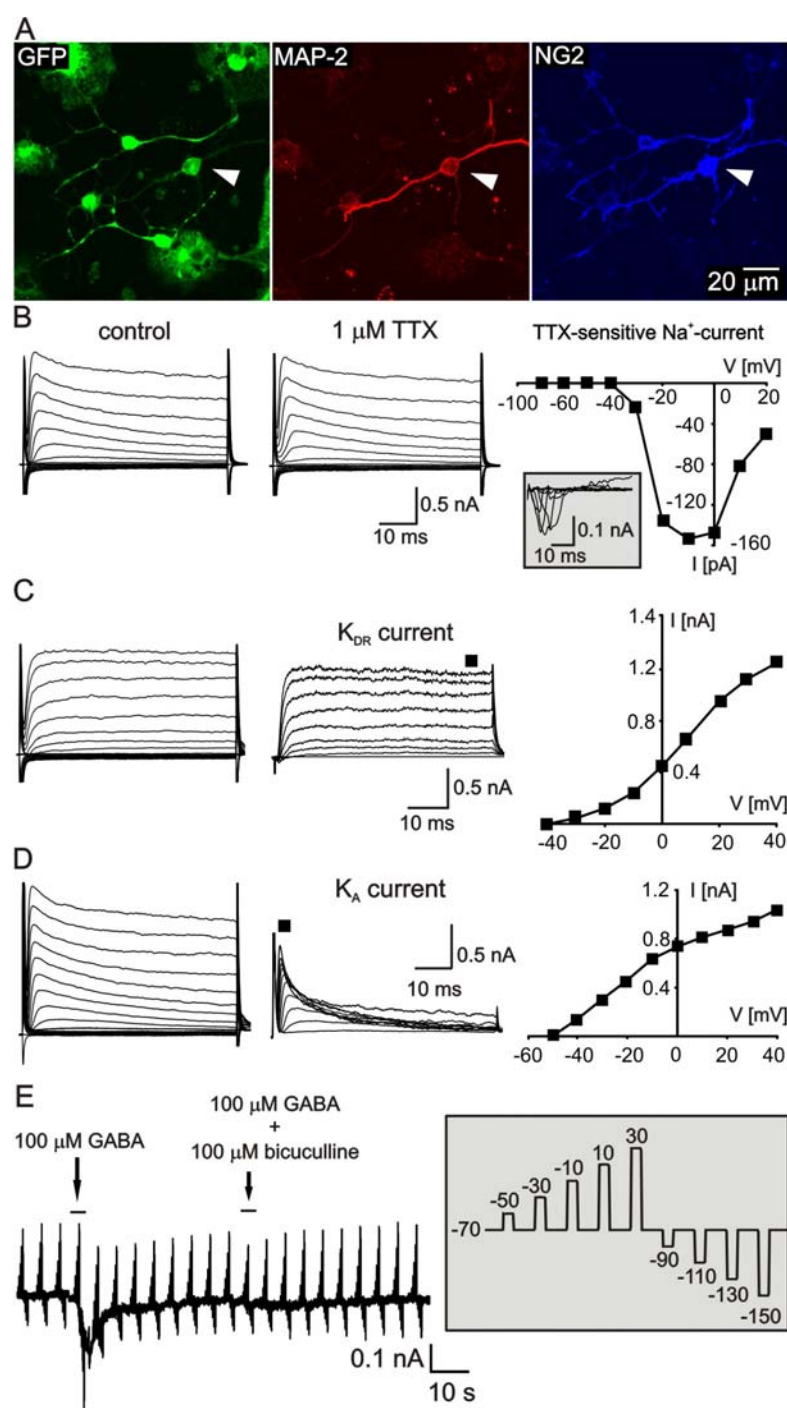 A
GFP
MAP-2
NG2
20 μm
B
control
1 μM TTX
TTX-sensitive Na⁺-current
V [mV]
-100 -60 -40 -20 0 20
-40
-80
-120
-160
I [pA]
0.1 nA
10 ms
0.5 nA
10 ms
C
K_DR current
0.5 nA
10 ms
1.4
I [nA]
1.2
0.8
0.4
V [mV]
-40 -20 0 20 40
D
K_A current
0.5 nA
10 ms
1.2
I [nA]
0.8
0.4
V [mV]
-60 -40 -20 0 20 40
E
100 μM GABA
100 μM GABA
+
100 μM bicuculline
0.1 nA
10 s
-70
-50
-30
-10
10
30
-90
-110
-130
-150